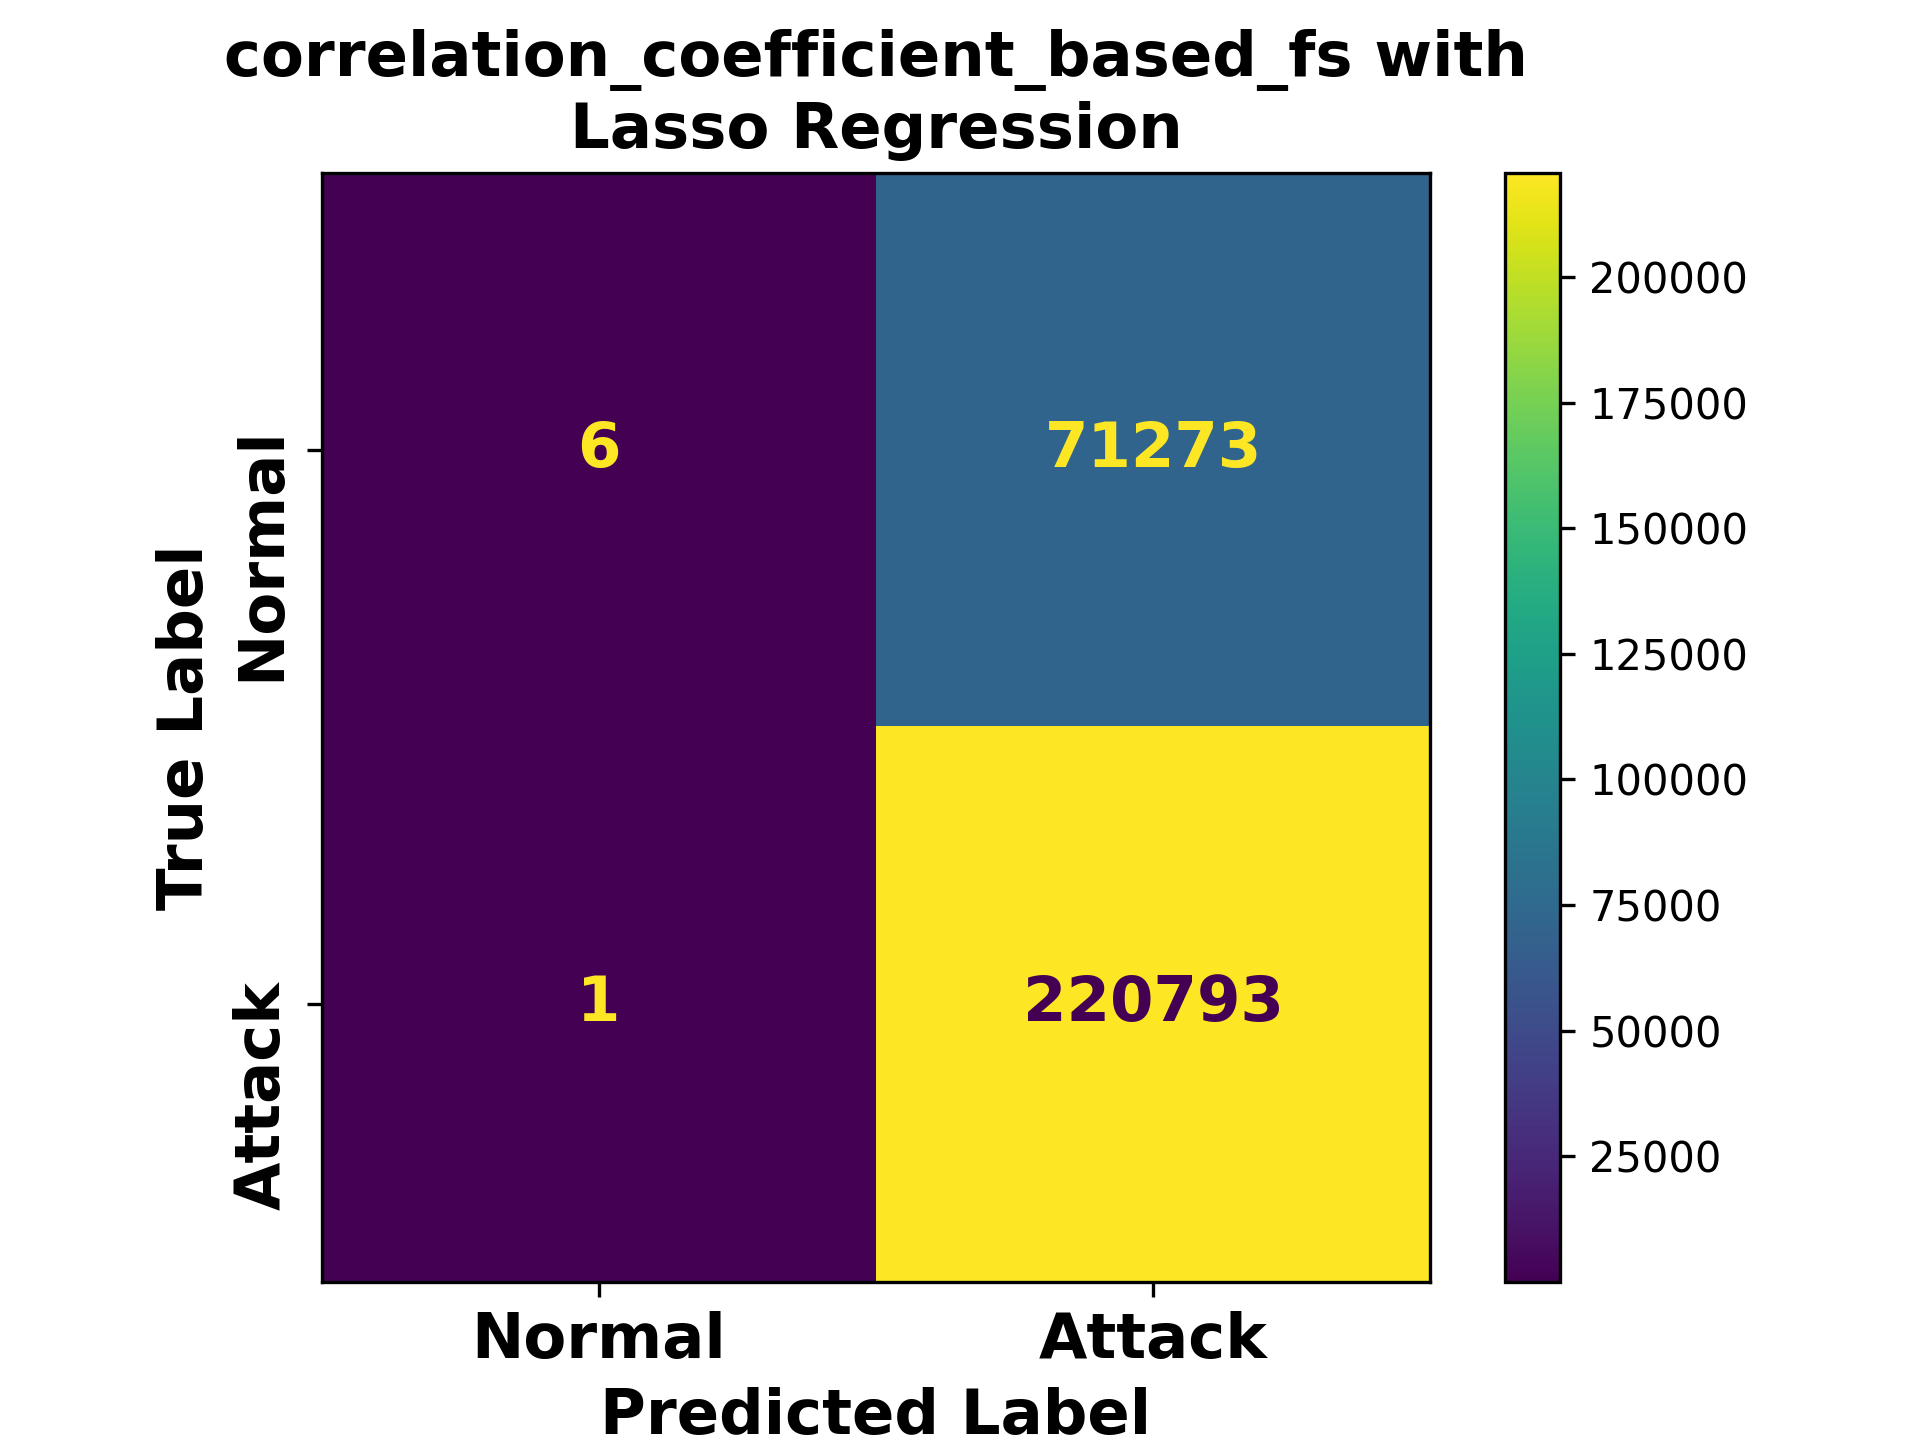 correlation_coefficient_based_fs with
Lasso Regression
True Label
Normal
Attack
6
71273
1
220793
Normal
Attack
Predicted Label
200000
175000
150000
125000
100000
75000
50000
25000